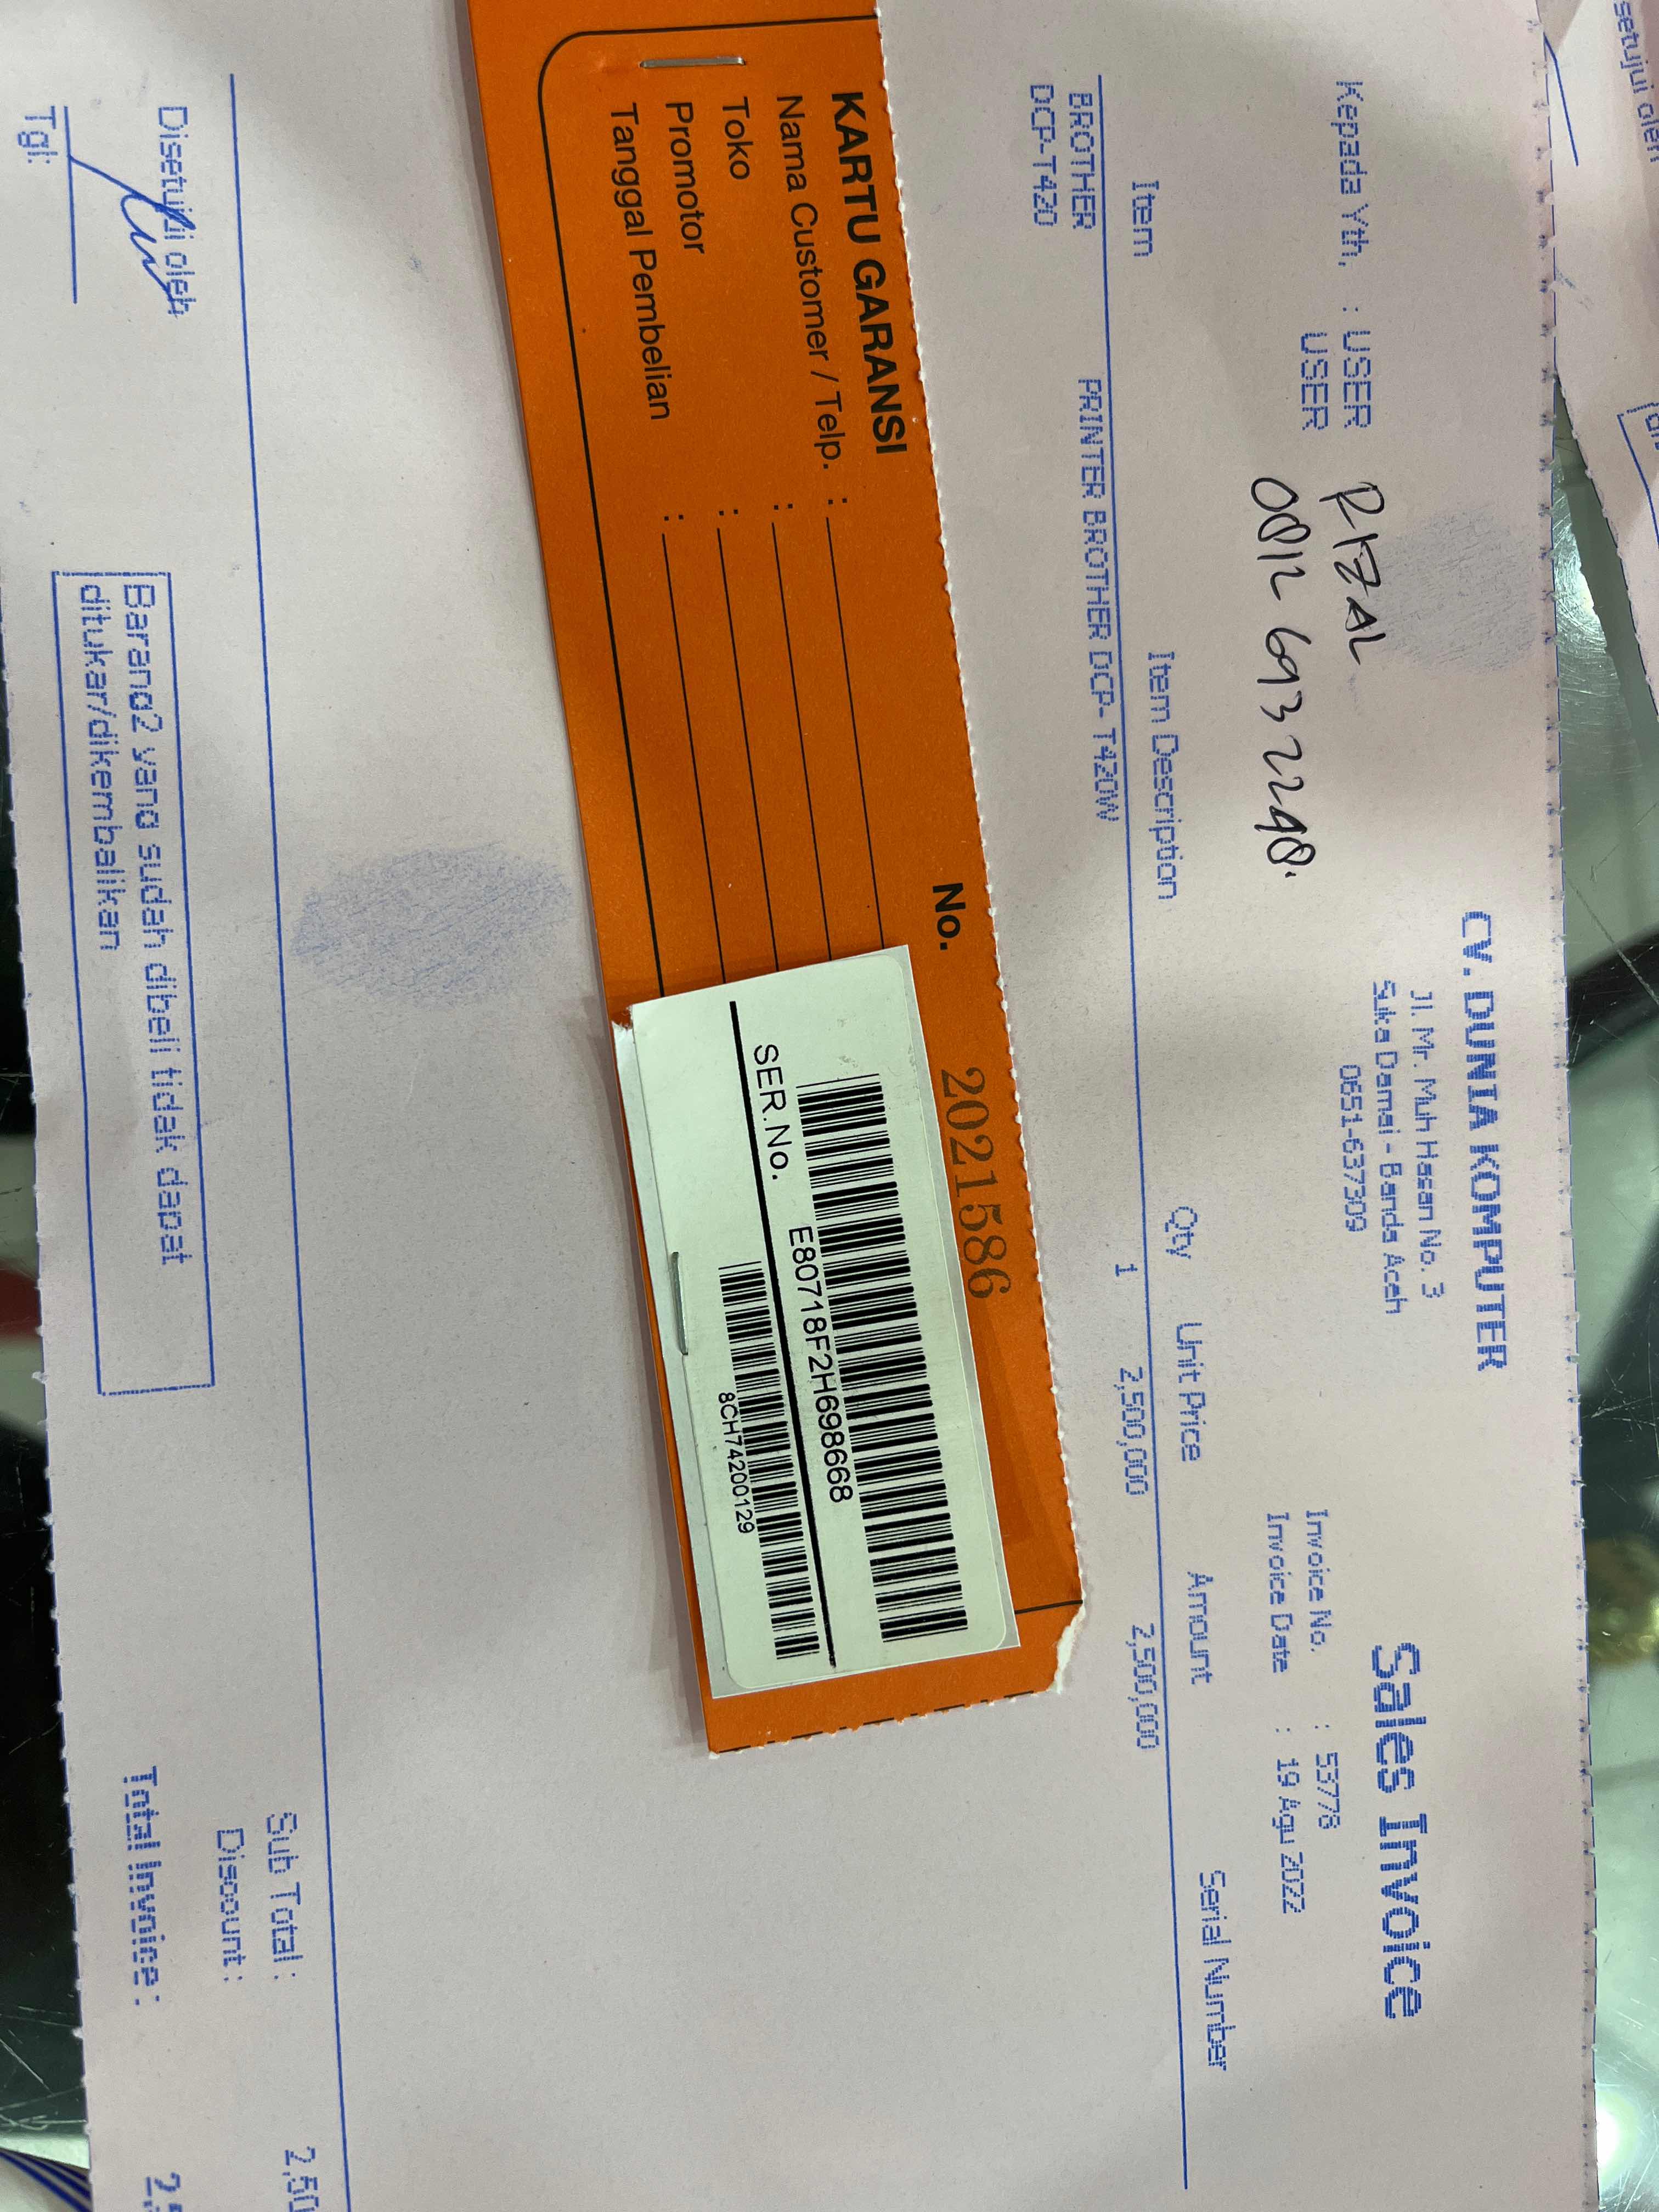 CV. DUNIA KOMPUTER
Jl. Mr. Muh Hasan No. 3
Suka Damai - Banda Aceh
0651-637309
Sales Invoice
Kepada Yth, : USER RIZAL
USER
0812 693 2240.
Invoice No. : 53778
Invoice Date : 19 Agu 2022
Item Item Description Qty Unit Price Amount Serial Number
BROTHER PRINTER BROTHER DCP- T420W 1 2,500,000 2,500,000
DCP-T420
KARTU GARANSI No. 2021586
Nama Customer / Telp. :
Toko :
Promotor :
Tanggal Pembelian :
SER.No. E80718F2H698668
8CH74200129
Sub Total : 2,50
Discount :
Total Invoice : 2,5
Disetujui oleh
Tgl:
Barang2 yang sudah dibeli tidak dapat
ditukar/dikembalikan
setujui oleh